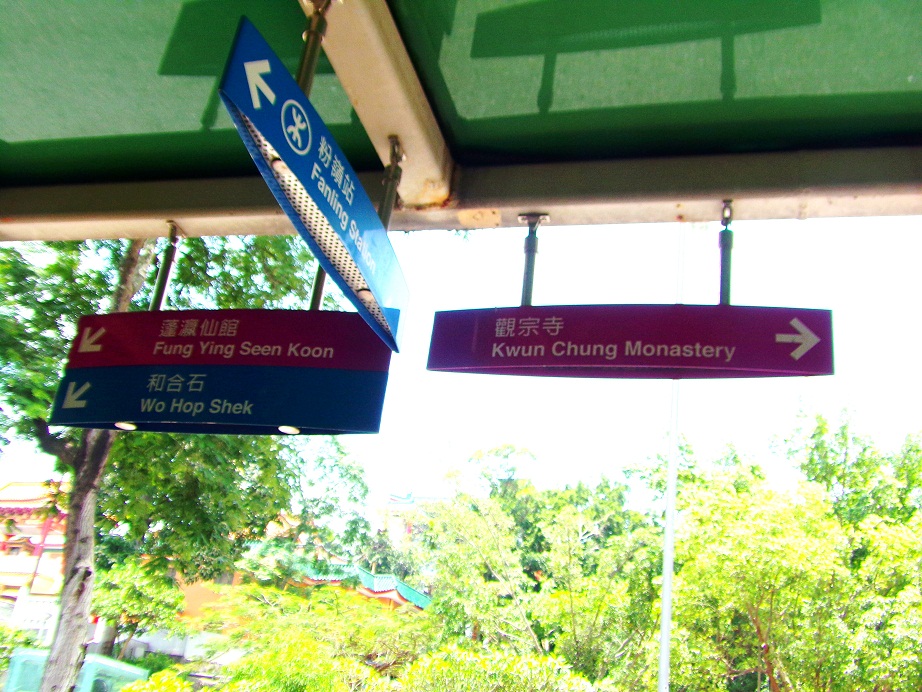 粉嶺站
Fanling Station
蓬瀛仙館
Fung Ying Seen Koon
和合石
Wo Hop Shek
觀宗寺
Kwun Chung Monastery